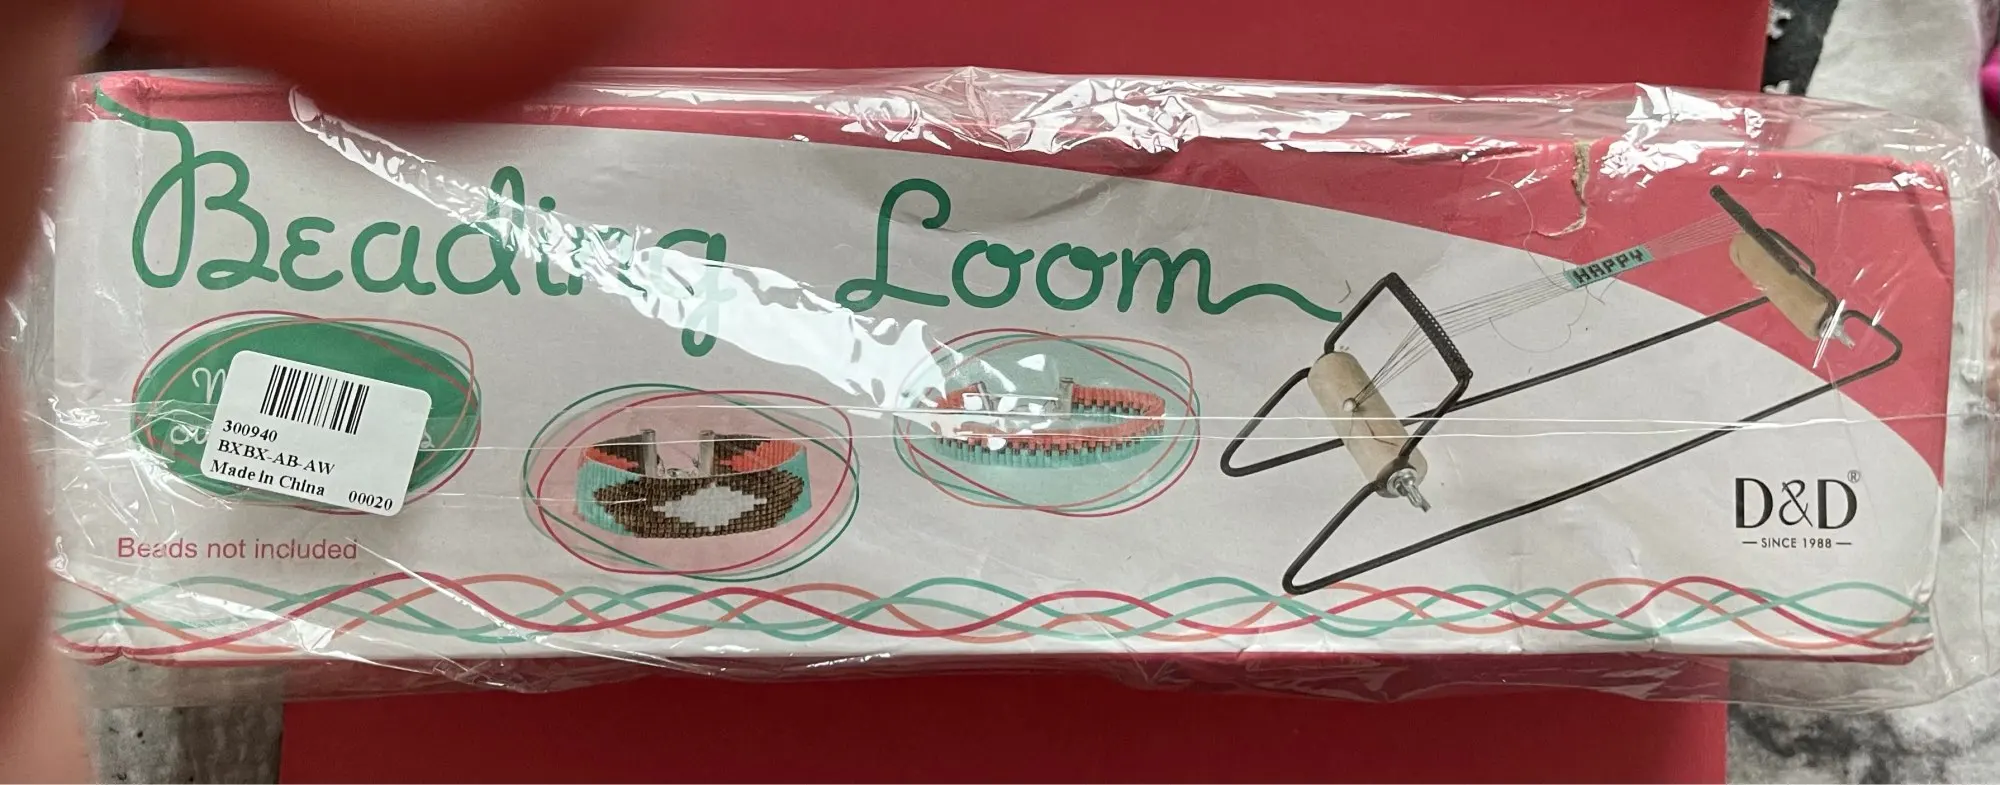 Beading Loom
HAPPY
300940
BXBX-AB-AW
Made in China 00020
Beads not included
D&D®
SINCE 1988